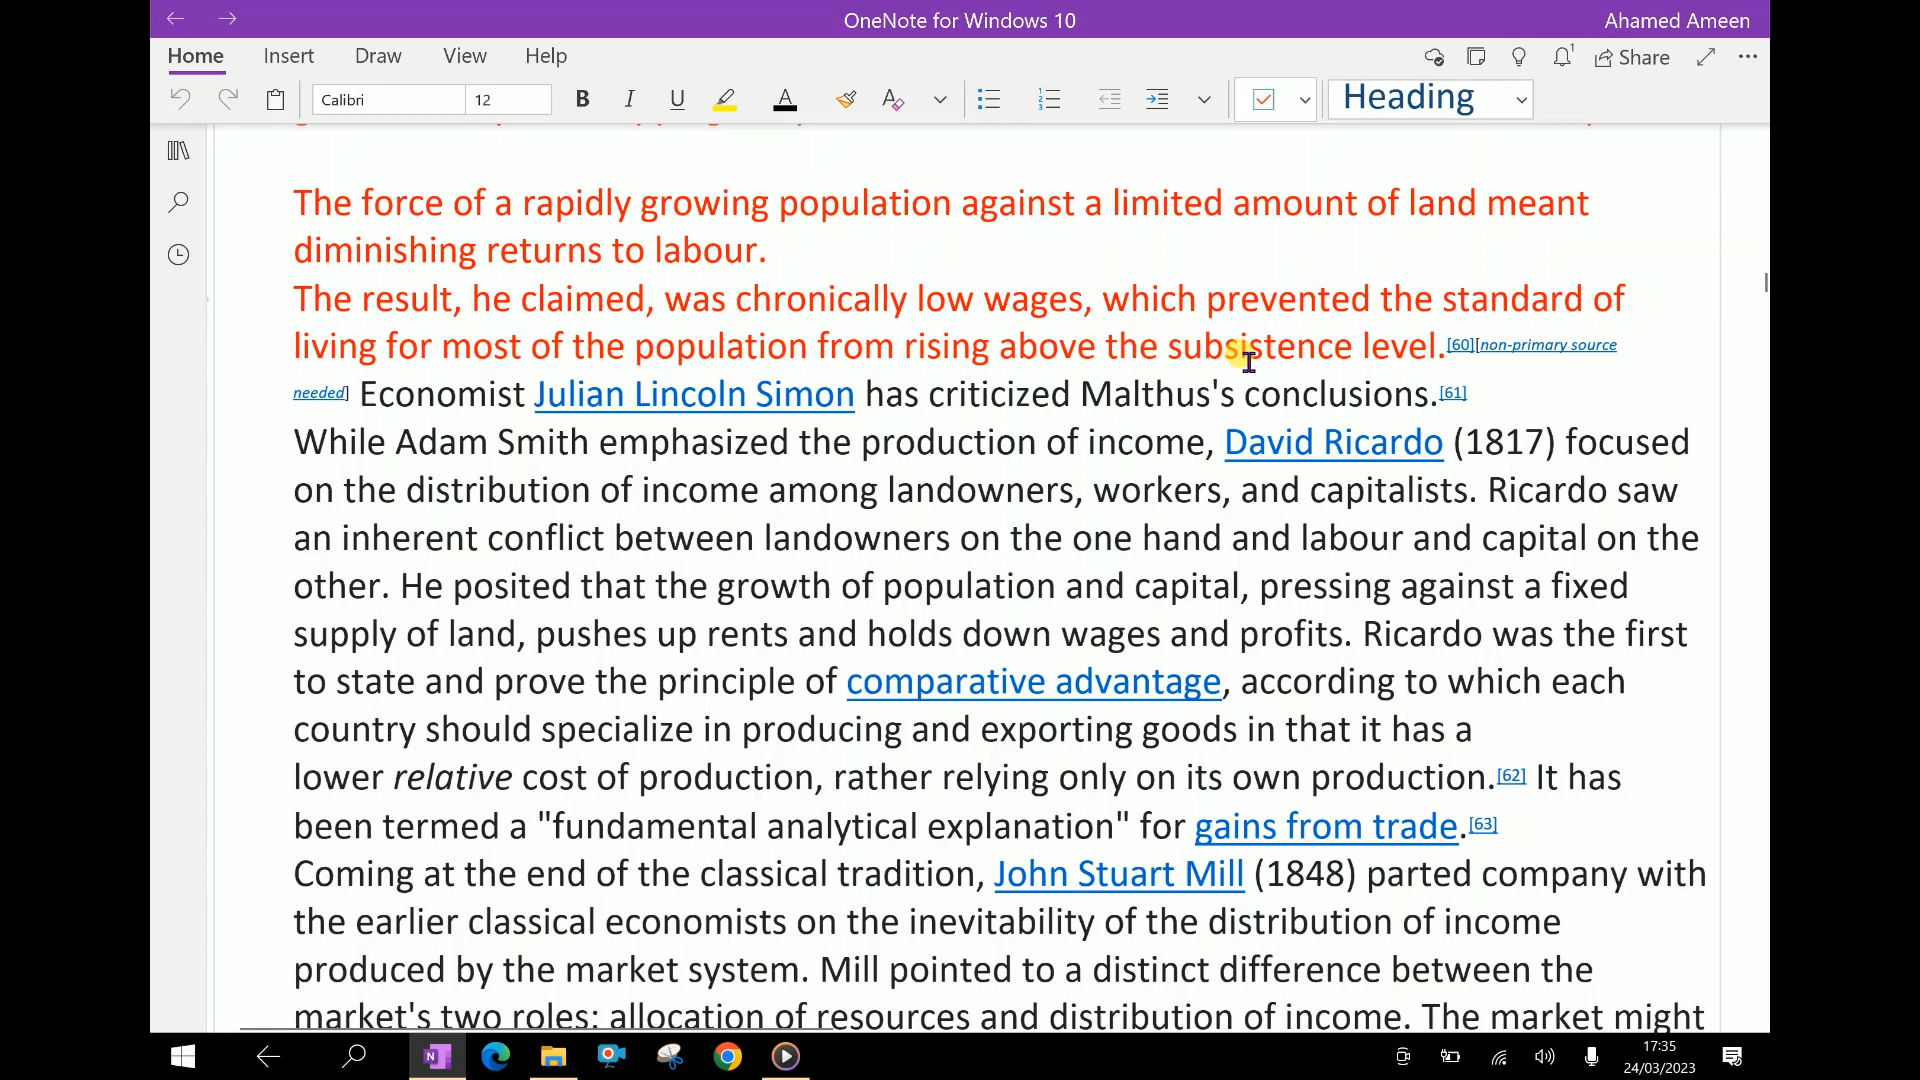 OneNote for Windows 10
Ahamed Ameen
Home Insert Draw View Help
1
Share
Calibri 12 B I U A A Heading
The force of a rapidly growing population against a limited amount of land meant
diminishing returns to labour.
The result, he claimed, was chronically low wages, which prevented the standard of
living for most of the population from rising above the subsistence level.[60][non-primary source
needed] Economist Julian Lincoln Simon has criticized Malthus's conclusions.[61]
While Adam Smith emphasized the production of income, David Ricardo (1817) focused
on the distribution of income among landowners, workers, and capitalists. Ricardo saw
an inherent conflict between landowners on the one hand and labour and capital on the
other. He posited that the growth of population and capital, pressing against a fixed
supply of land, pushes up rents and holds down wages and profits. Ricardo was the first
to state and prove the principle of comparative advantage, according to which each
country should specialize in producing and exporting goods in that it has a
lower relative cost of production, rather relying only on its own production.[62] It has
been termed a "fundamental analytical explanation" for gains from trade.[63]
Coming at the end of the classical tradition, John Stuart Mill (1848) parted company with
the earlier classical economists on the inevitability of the distribution of income
produced by the market system. Mill pointed to a distinct difference between the
market's two roles: allocation of resources and distribution of income. The market might
17:35
24/03/2023